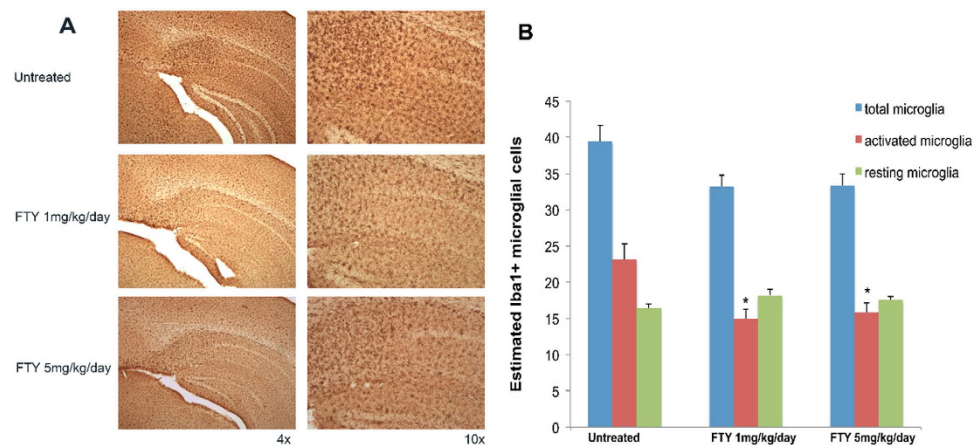 A
Untreated
FTY 1mg/kg/day
FTY 5mg/kg/day
4x
10x
B
Estimated Iba1+ microglial cells
45
40
35
30
25
20
15
10
5
0
total microglia
activated microglia
resting microglia
*
*
Untreated
FTY 1mg/kg/day
FTY 5mg/kg/day